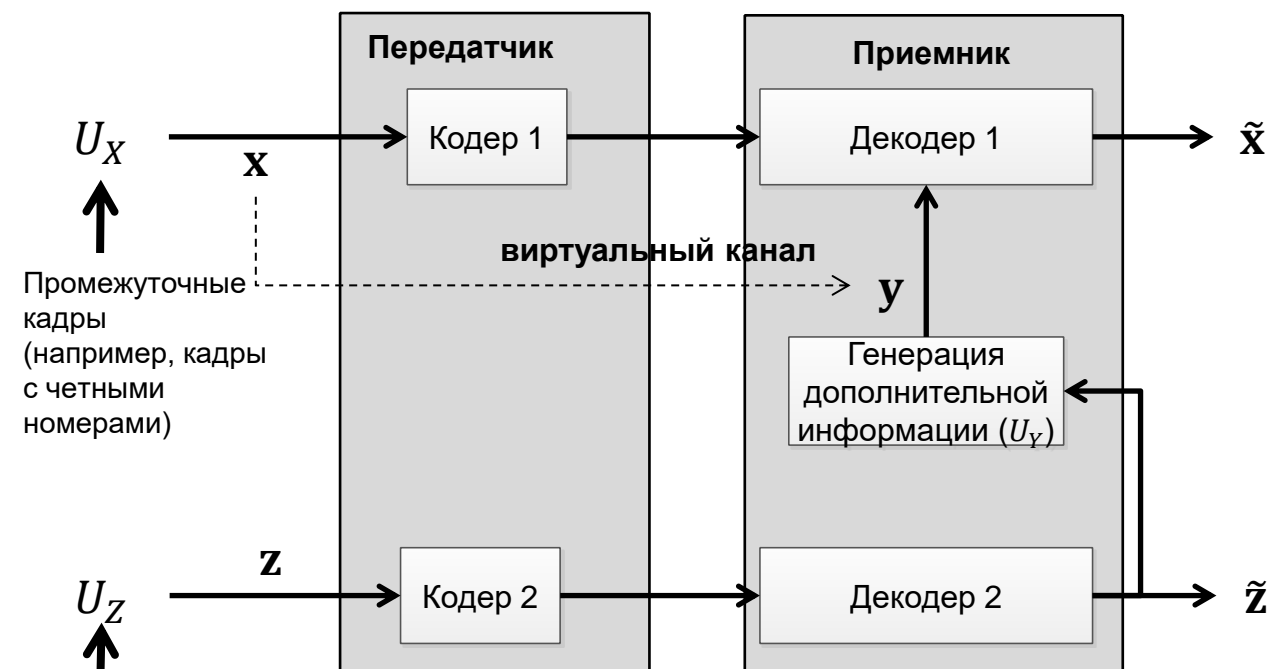 Передатчик
Приемник
U_X
x
Кодер 1
Декодер 1
x̃
виртуальный канал
y
Промежуточные
кадры
(например, кадры
с четными
номерами)
Генерация
дополнительной
информации (U_Y)
U_Z
z
Кодер 2
Декодер 2
z̃